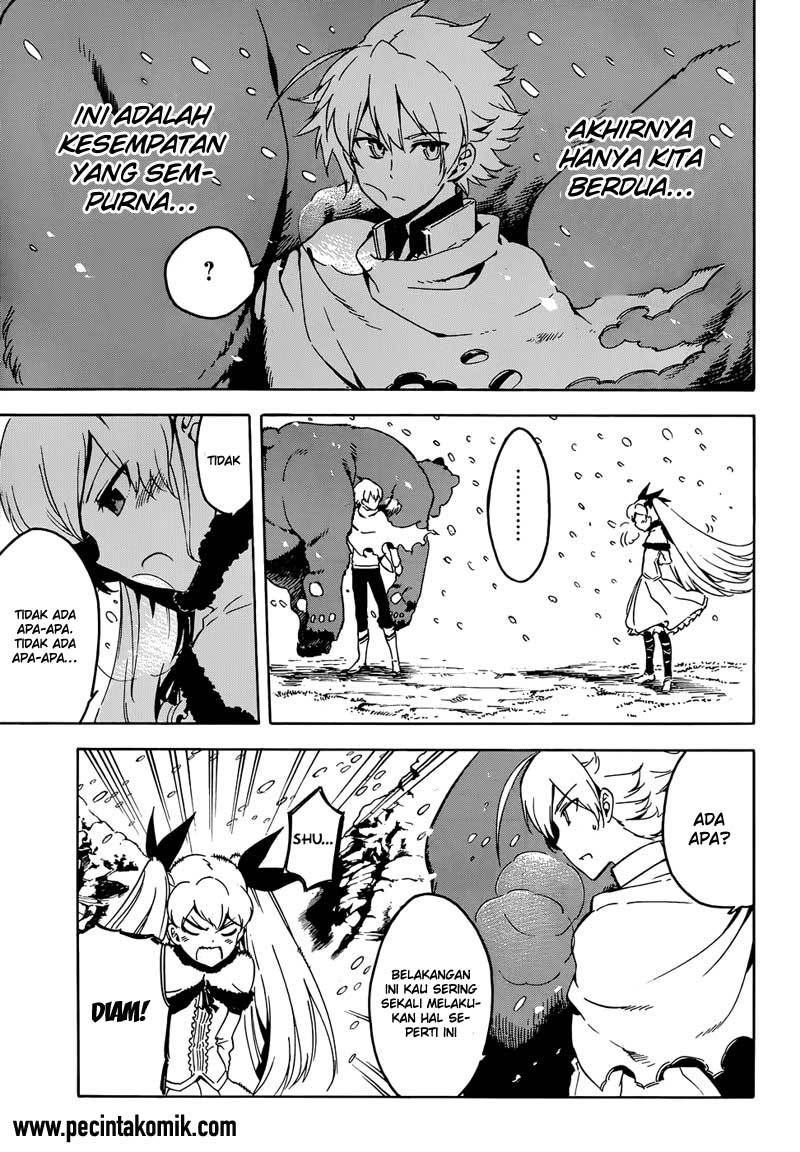 AKHIRNYA
HANYA KITA
BERDUA...
INI ADALAH
KESEMPATAN
YANG SEM-
PURNA...
?
.........
TIDAK
TIDAK ADA
APA-APA.
TIDAK ADA
APA-APA...
ADA
APA?
BELAKANGAN
INI KAU SERING
SEKALI MELAKU-
KAN HAL SE-
PERTI INI
SHU...
DIAM!
www.pecintakomik.com